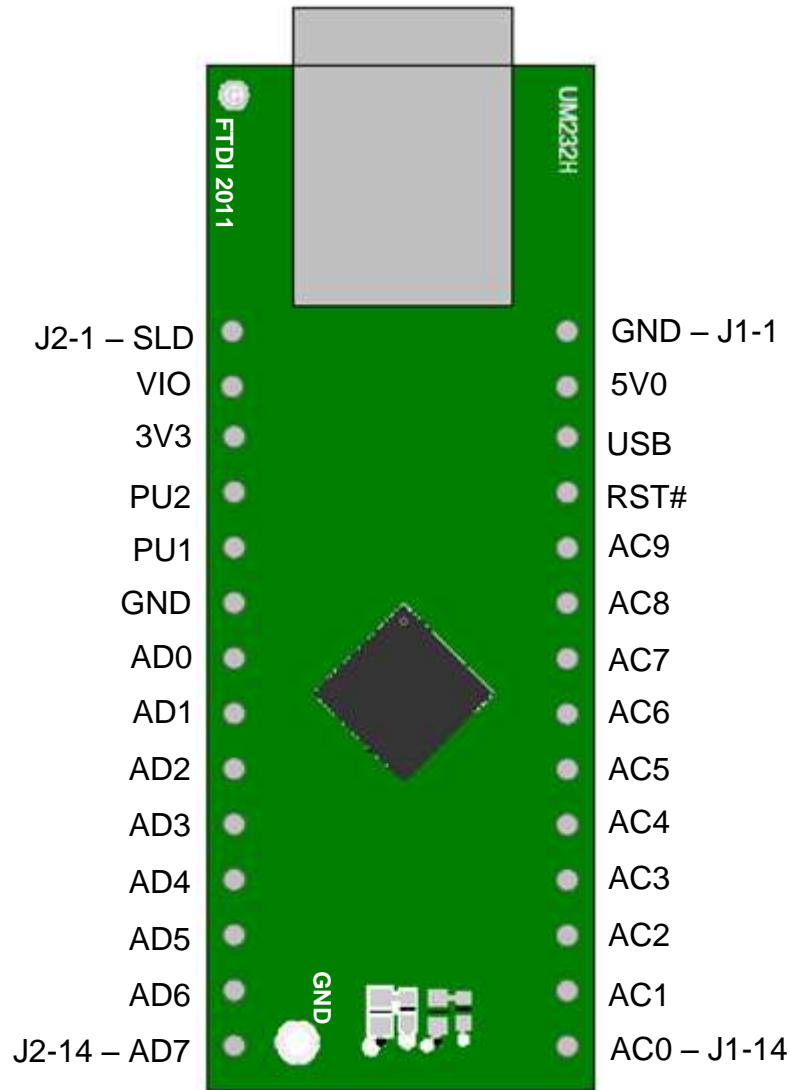 FTDI 2011
UM232H
J2-1 – SLD
GND – J1-1
VIO
5V0
3V3
USB
PU2
RST#
PU1
AC9
GND
AC8
AD0
AC7
AD1
AC6
AD2
AC5
AD3
AC4
AD4
AC3
AD5
AC2
AD6
AC1
GND
J2-14 – AD7
AC0 – J1-14